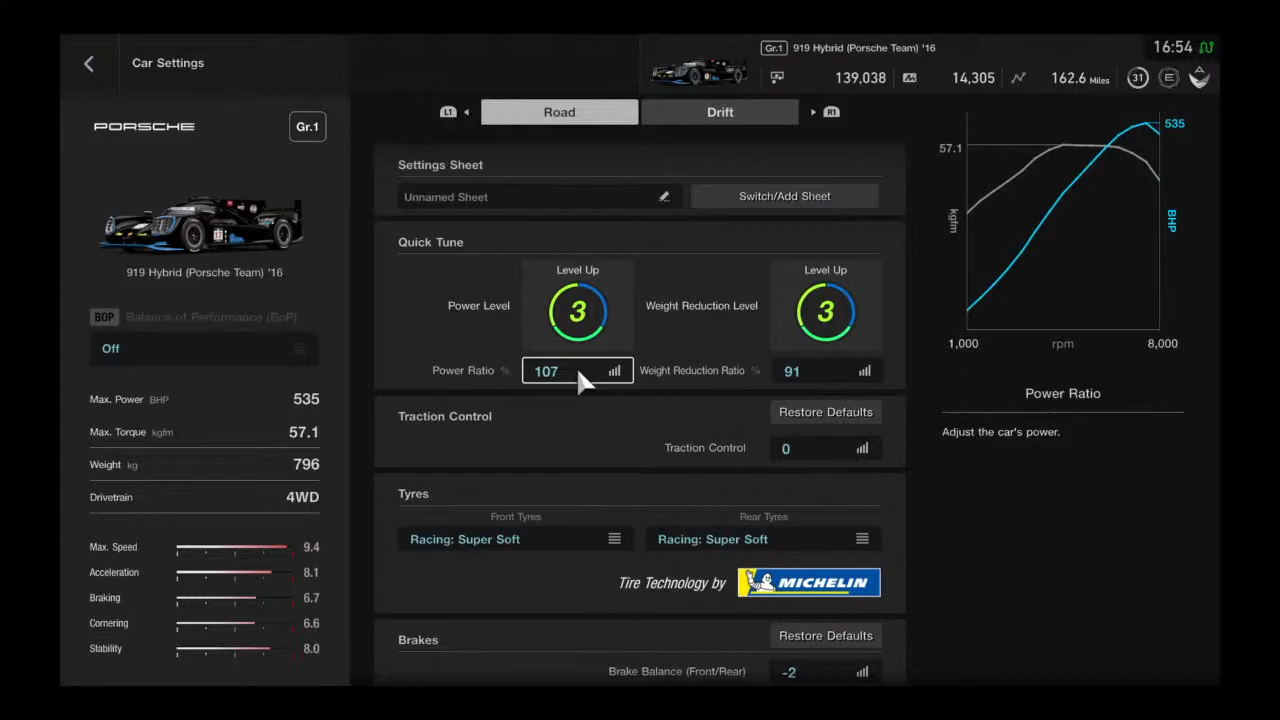 Car Settings
Gr.1 919 Hybrid (Porsche Team) '16
16:54
139,038 14,305 162.6 Miles 31 E
PORSCHE
Gr.1
919 Hybrid (Porsche Team) '16
BOP Balance of Performance (BoP)
Off
Max. Power BHP 535
Max. Torque kgfm 57.1
Weight kg 796
Drivetrain 4WD
Max. Speed 9.4
Acceleration 8.1
Braking 6.7
Cornering 6.6
Stability 8.0
L1 Road Drift R1
Settings Sheet
Unnamed Sheet Switch/Add Sheet
Quick Tune
Level Up Level Up
Power Level 3 Weight Reduction Level 3
Power Ratio % 107 Weight Reduction Ratio % 91
Traction Control Restore Defaults
Traction Control 0
Tyres
Front Tyres Rear Tyres
Racing: Super Soft Racing: Super Soft
Tire Technology by MICHELIN
Brakes Restore Defaults
Brake Balance (Front/Rear) -2
535
57.1
kgfm BHP
1,000 rpm 8,000
Power Ratio
Adjust the car's power.